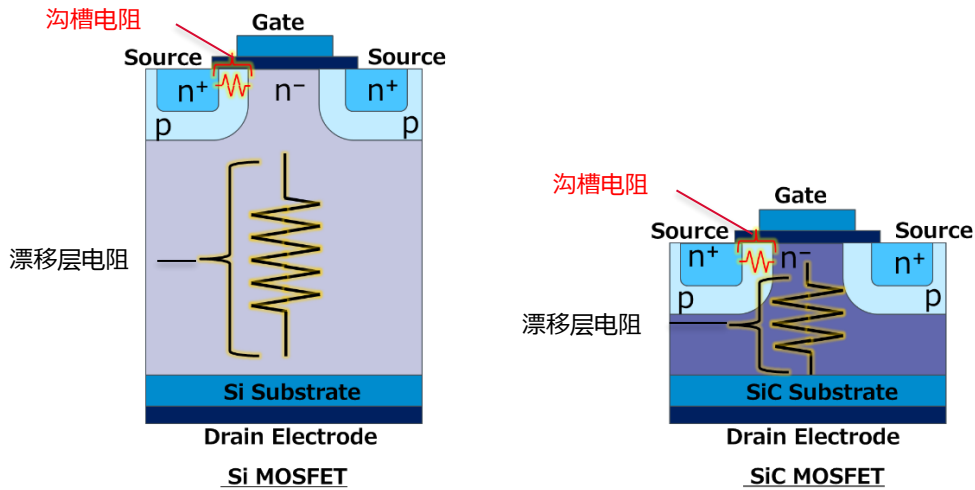 沟槽电阻
Gate
Source
Source
n+
n−
n+
p
p
漂移层电阻
Si Substrate
Drain Electrode
Si MOSFET
沟槽电阻
Gate
Source
Source
n+
n−
n+
p
p
漂移层电阻
SiC Substrate
Drain Electrode
SiC MOSFET